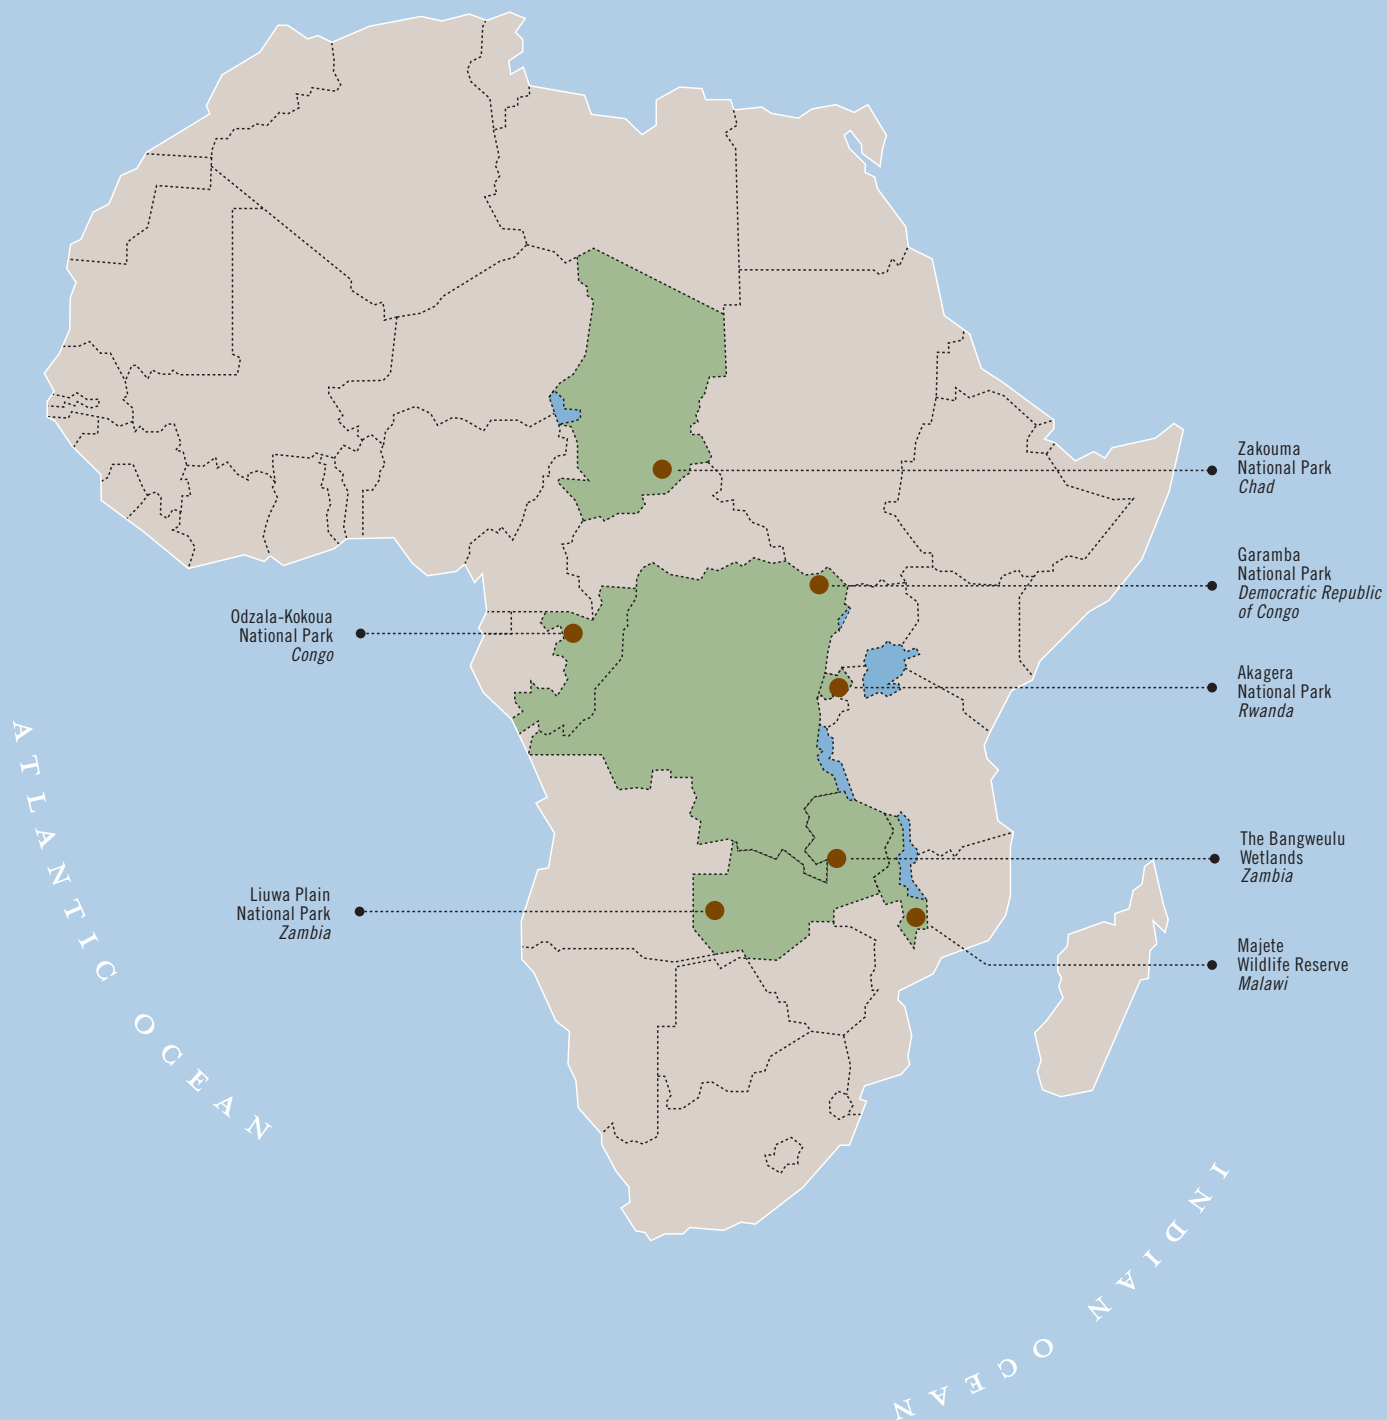 Zakouma
National Park
Chad
Garamba
National Park
Democratic Republic
of Congo
Odzala-Kokoua
National Park
Congo
Akagera
National Park
Rwanda
ATLANTIC OCEAN
The Bangweulu
Wetlands
Zambia
Liuwa Plain
National Park
Zambia
Majete
Wildlife Reserve
Malawi
INDIAN OCEAN